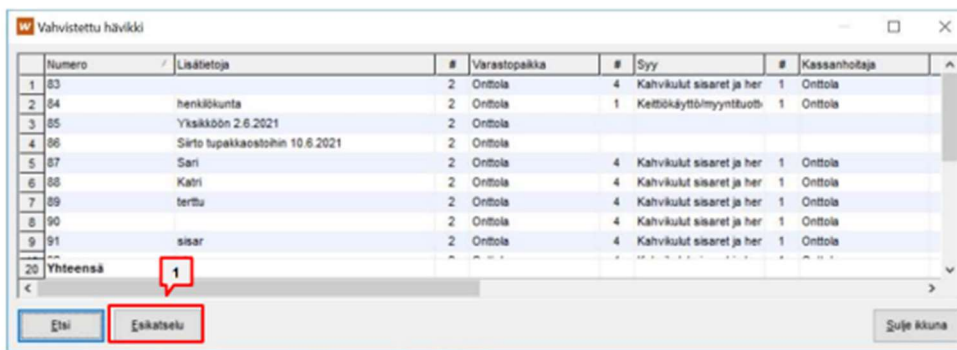 W Vahvistettu hävikki
Numero / Lisätietoja # Varastopaikka # Syy # Kassanhoitaja
1 83 2 Onttola 4 Kahvikulut sisaret ja her 1 Onttola
2 84 henkilökunta 2 Onttola 1 Keittiökäyttö/myyntituott 1 Onttola
3 85 Yksikköön 2.6.2021 2 Onttola
4 86 Siirto tupakkaostoihin 10.6.2021 2 Onttola
5 87 Sari 2 Onttola 4 Kahvikulut sisaret ja her 1 Onttola
6 88 Katri 2 Onttola 4 Kahvikulut sisaret ja her 1 Onttola
7 89 terttu 2 Onttola 4 Kahvikulut sisaret ja her 1 Onttola
8 90 2 Onttola 4 Kahvikulut sisaret ja her 1 Onttola
9 91 sisar 2 Onttola 4 Kahvikulut sisaret ja her 1 Onttola
20 Yhteensä
1
Etsi Esikatselu Sulje ikkuna